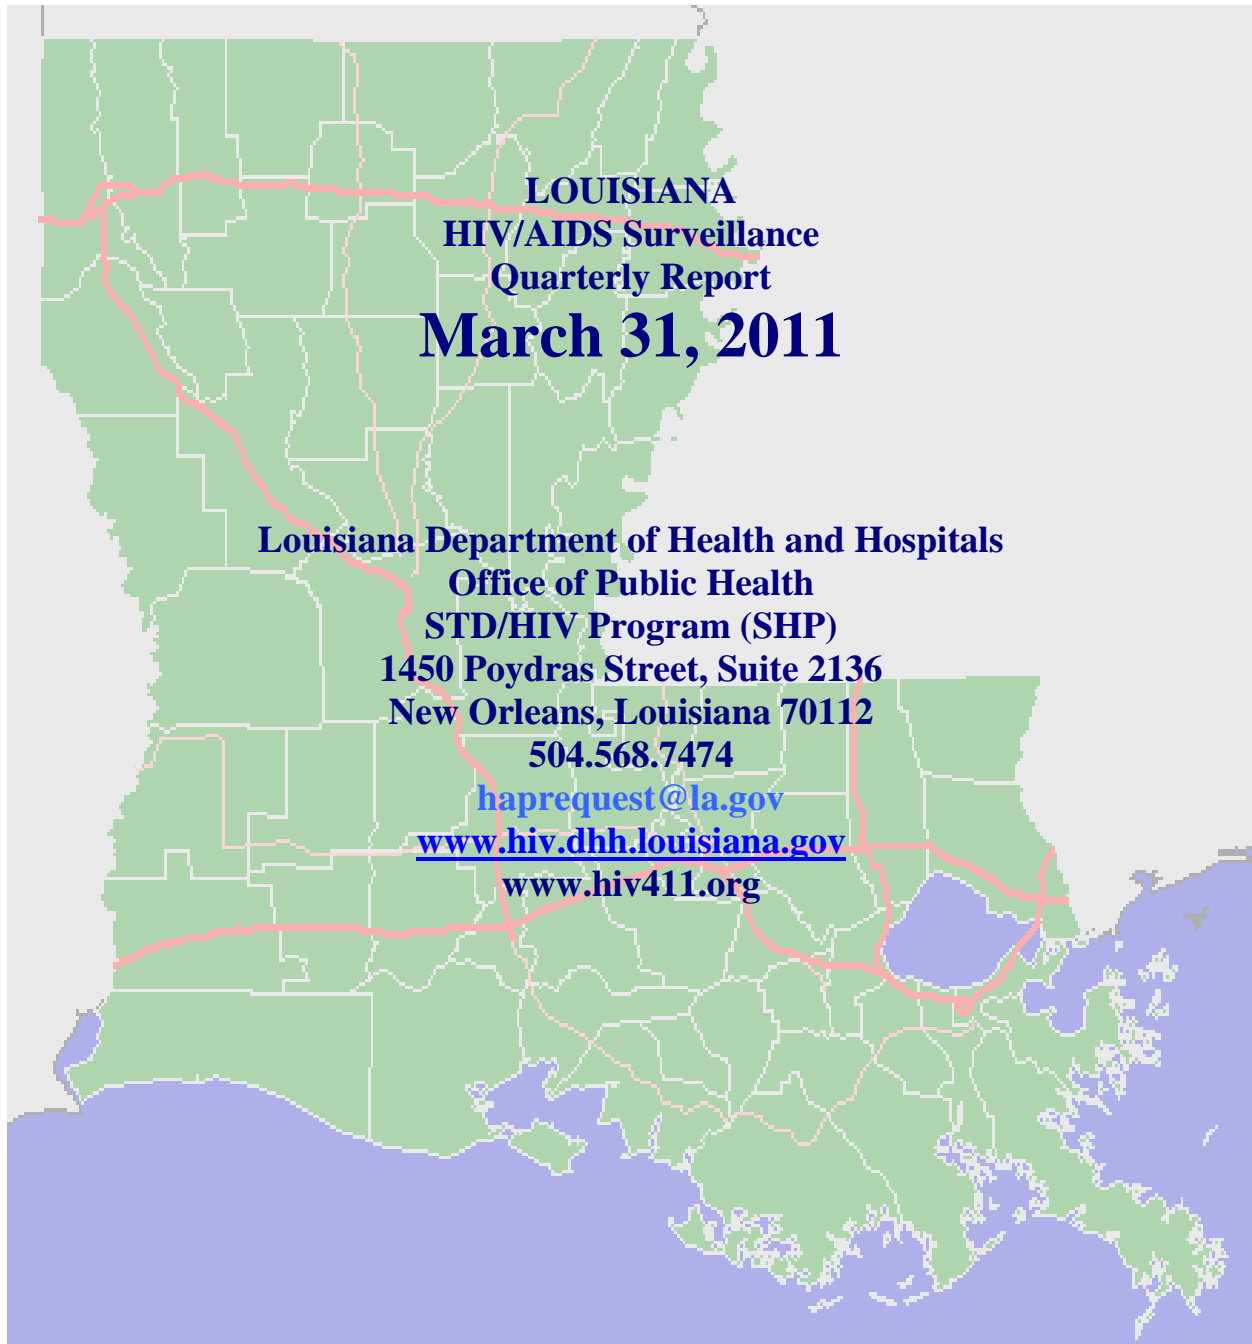 LOUISIANA
HIV/AIDS Surveillance
Quarterly Report
March 31, 2011
Louisiana Department of Health and Hospitals
Office of Public Health
STD/HIV Program (SHP)
1450 Poydras Street, Suite 2136
New Orleans, Louisiana 70112
504.568.7474
haprequest@la.gov
www.hiv.dhh.louisiana.gov
www.hiv411.org